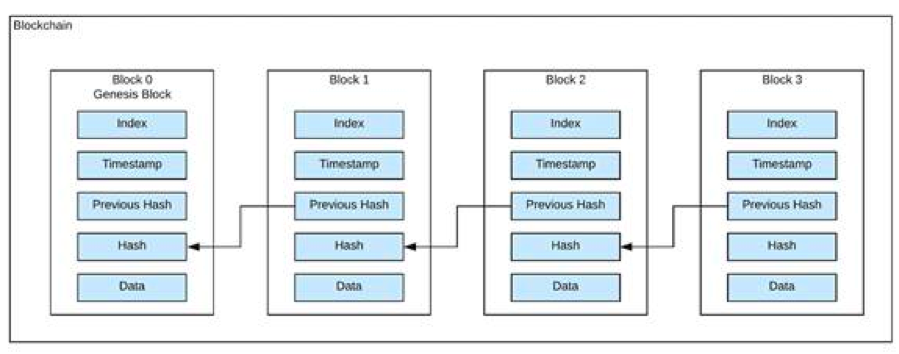 Blockchain
Block 0
Genesis Block
Index
Timestamp
Previous Hash
Hash
Data
Block 1
Index
Timestamp
Previous Hash
Hash
Data
Block 2
Index
Timestamp
Previous Hash
Hash
Data
Block 3
Index
Timestamp
Previous Hash
Hash
Data